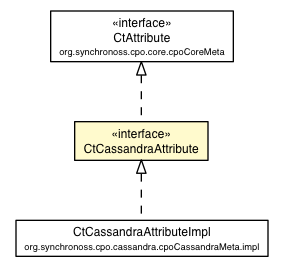 «interface»
CtAttribute
org.synchronoss.cpo.core.cpoCoreMeta
«interface»
CtCassandraAttribute
CtCassandraAttributeImpl
org.synchronoss.cpo.cassandra.cpoCassandraMeta.impl